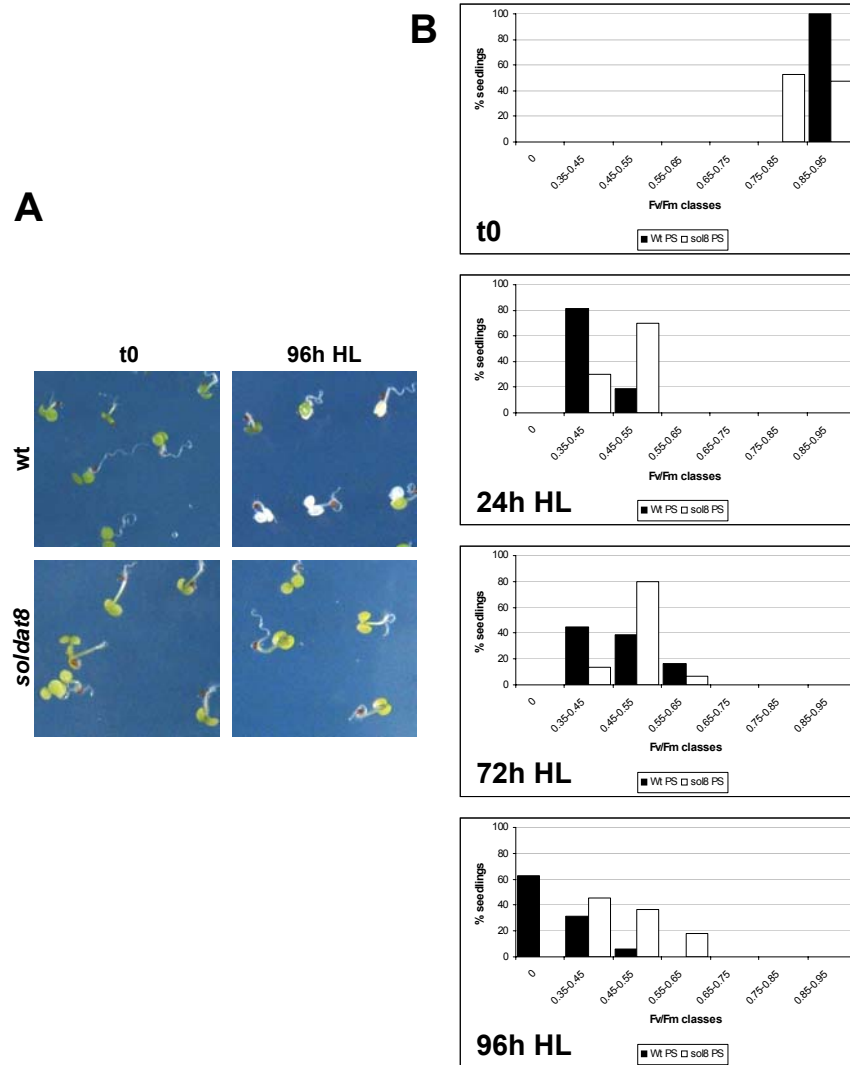 A
t0 96h HL
wt
soldat8
B
100
80
60
40
20
0
% seedlings
0 0.35-0.45 0.45-0.55 0.55-0.65 0.65-0.75 0.75-0.85 0.85-0.95
Fv/Fm classes
t0
Wt PS sol8 PS
100
80
60
40
20
0
% seedlings
0 0.35-0.45 0.45-0.55 0.55-0.65 0.65-0.75 0.75-0.85 0.85-0.95
Fv/Fm classes
24h HL
Wt PS sol8 PS
100
80
60
40
20
0
% seedlings
0 0.35-0.45 0.45-0.55 0.55-0.65 0.65-0.75 0.75-0.85 0.85-0.95
Fv/Fm classes
72h HL
Wt PS sol8 PS
100
80
60
40
20
0
% seedlings
0 0.35-0.45 0.45-0.55 0.55-0.65 0.65-0.75 0.75-0.85 0.85-0.95
Fv/Fm classes
96h HL
Wt PS sol8 PS